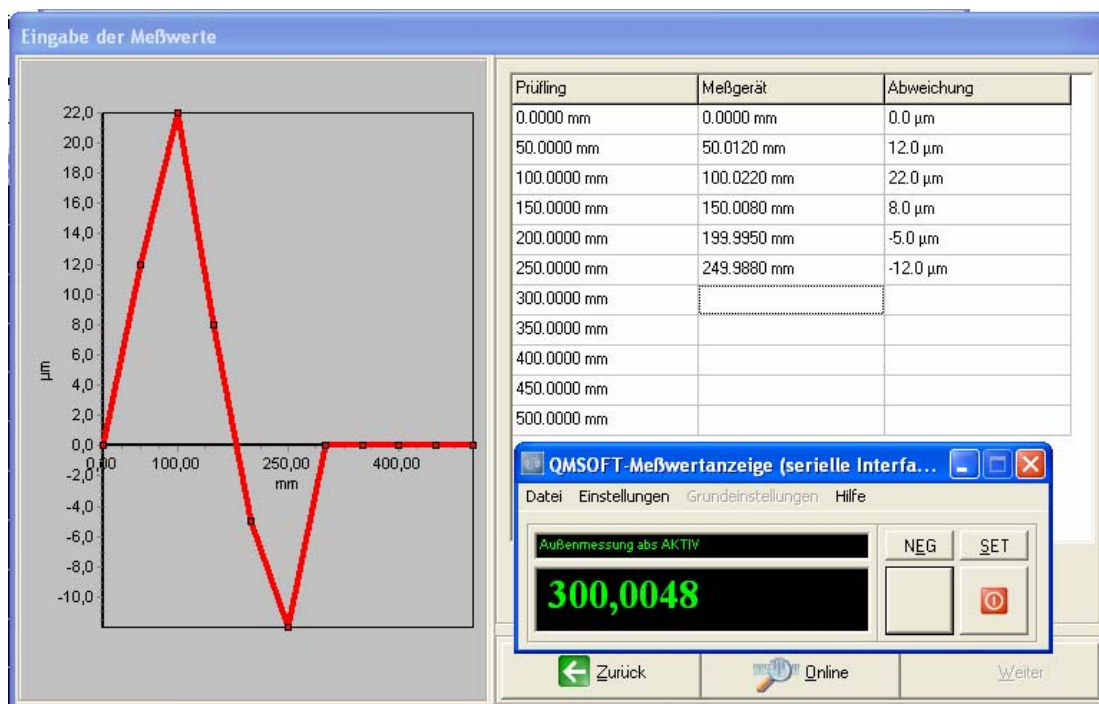 Eingabe der Meßwerte
22,0
20,0
18,0
16,0
14,0
12,0
10,0
8,0
6,0
4,0
2,0
0,0
-2,0
-4,0
-6,0
-8,0
-10,0
µm
0,00 100,00 250,00 400,00
mm
Prüfling Meßgerät Abweichung
0.0000 mm 0.0000 mm 0.0 µm
50.0000 mm 50.0120 mm 12.0 µm
100.0000 mm 100.0220 mm 22.0 µm
150.0000 mm 150.0080 mm 8.0 µm
200.0000 mm 199.9950 mm -5.0 µm
250.0000 mm 249.9880 mm -12.0 µm
300.0000 mm
350.0000 mm
400.0000 mm
450.0000 mm
500.0000 mm
QMSOFT-Meßwertanzeige (serielle Interfa...
Datei Einstellungen Grundeinstellungen Hilfe
Außenmessung abs AKTIV
NEG SET
300,0048
Zurück Online Weiter